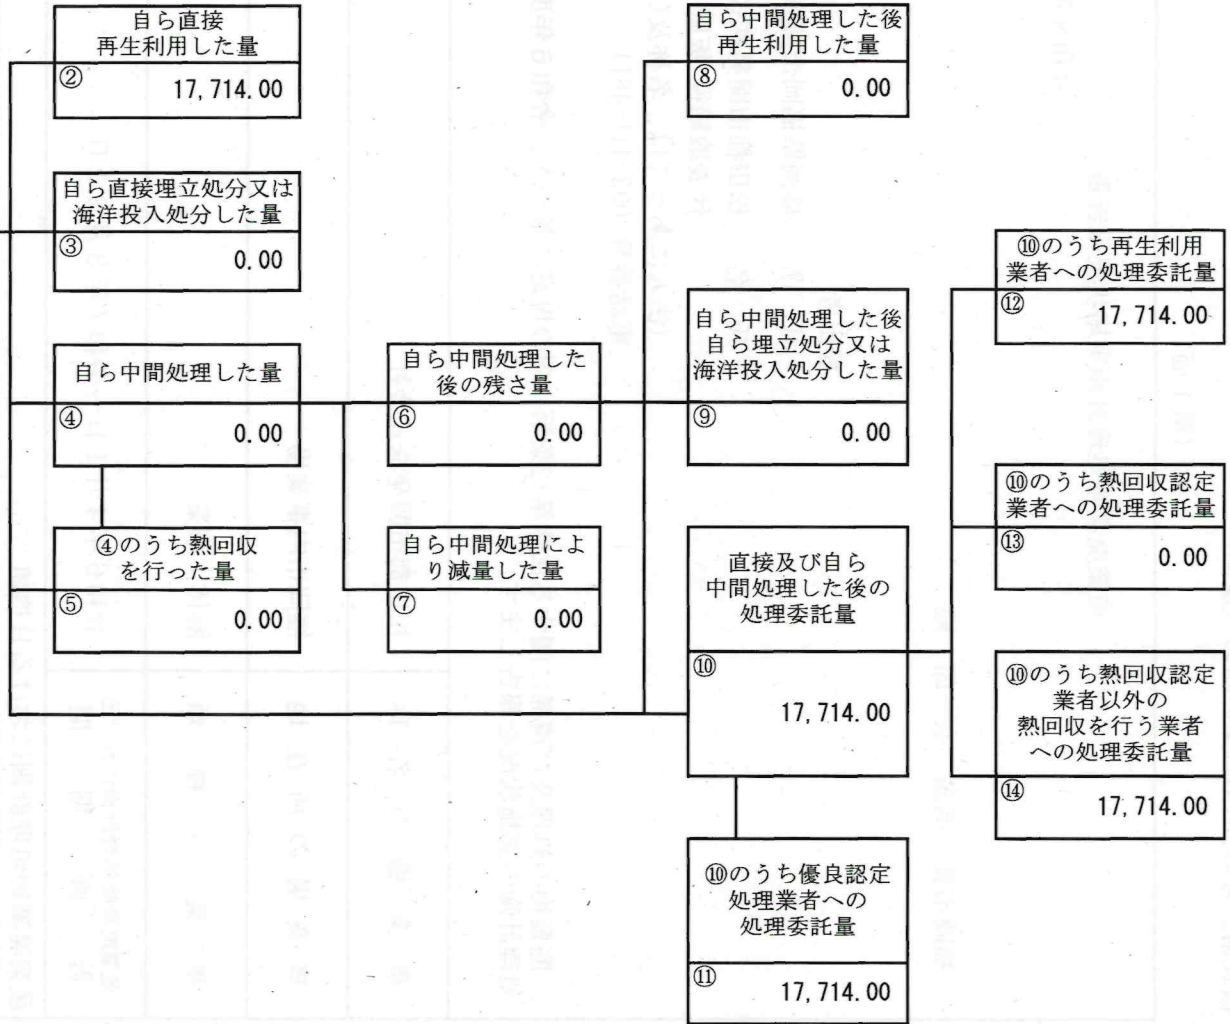 自ら直接
再生利用した量
② 17,714.00
自ら直接埋立処分又は
海洋投入処分した量
③ 0.00
自ら中間処理した量
④ 0.00
④のうち熱回収
を行った量
⑤ 0.00
自ら中間処理した
後の残さ量
⑥ 0.00
自ら中間処理によ
り減量した量
⑦ 0.00
自ら中間処理した後
再生利用した量
⑧ 0.00
自ら中間処理した後
自ら埋立処分又は
海洋投入処分した量
⑨ 0.00
直接及び自ら
中間処理した後の
処理委託量
⑩
17,714.00
⑩のうち優良認定
処理業者への
処理委託量
⑪ 17,714.00
⑩のうち再生利用
業者への処理委託量
⑫ 17,714.00
⑩のうち熱回収認定
業者への処理委託量
⑬ 0.00
⑩のうち熱回収認定
業者以外の
熱回収を行う業者
への処理委託量
⑭ 17,714.00